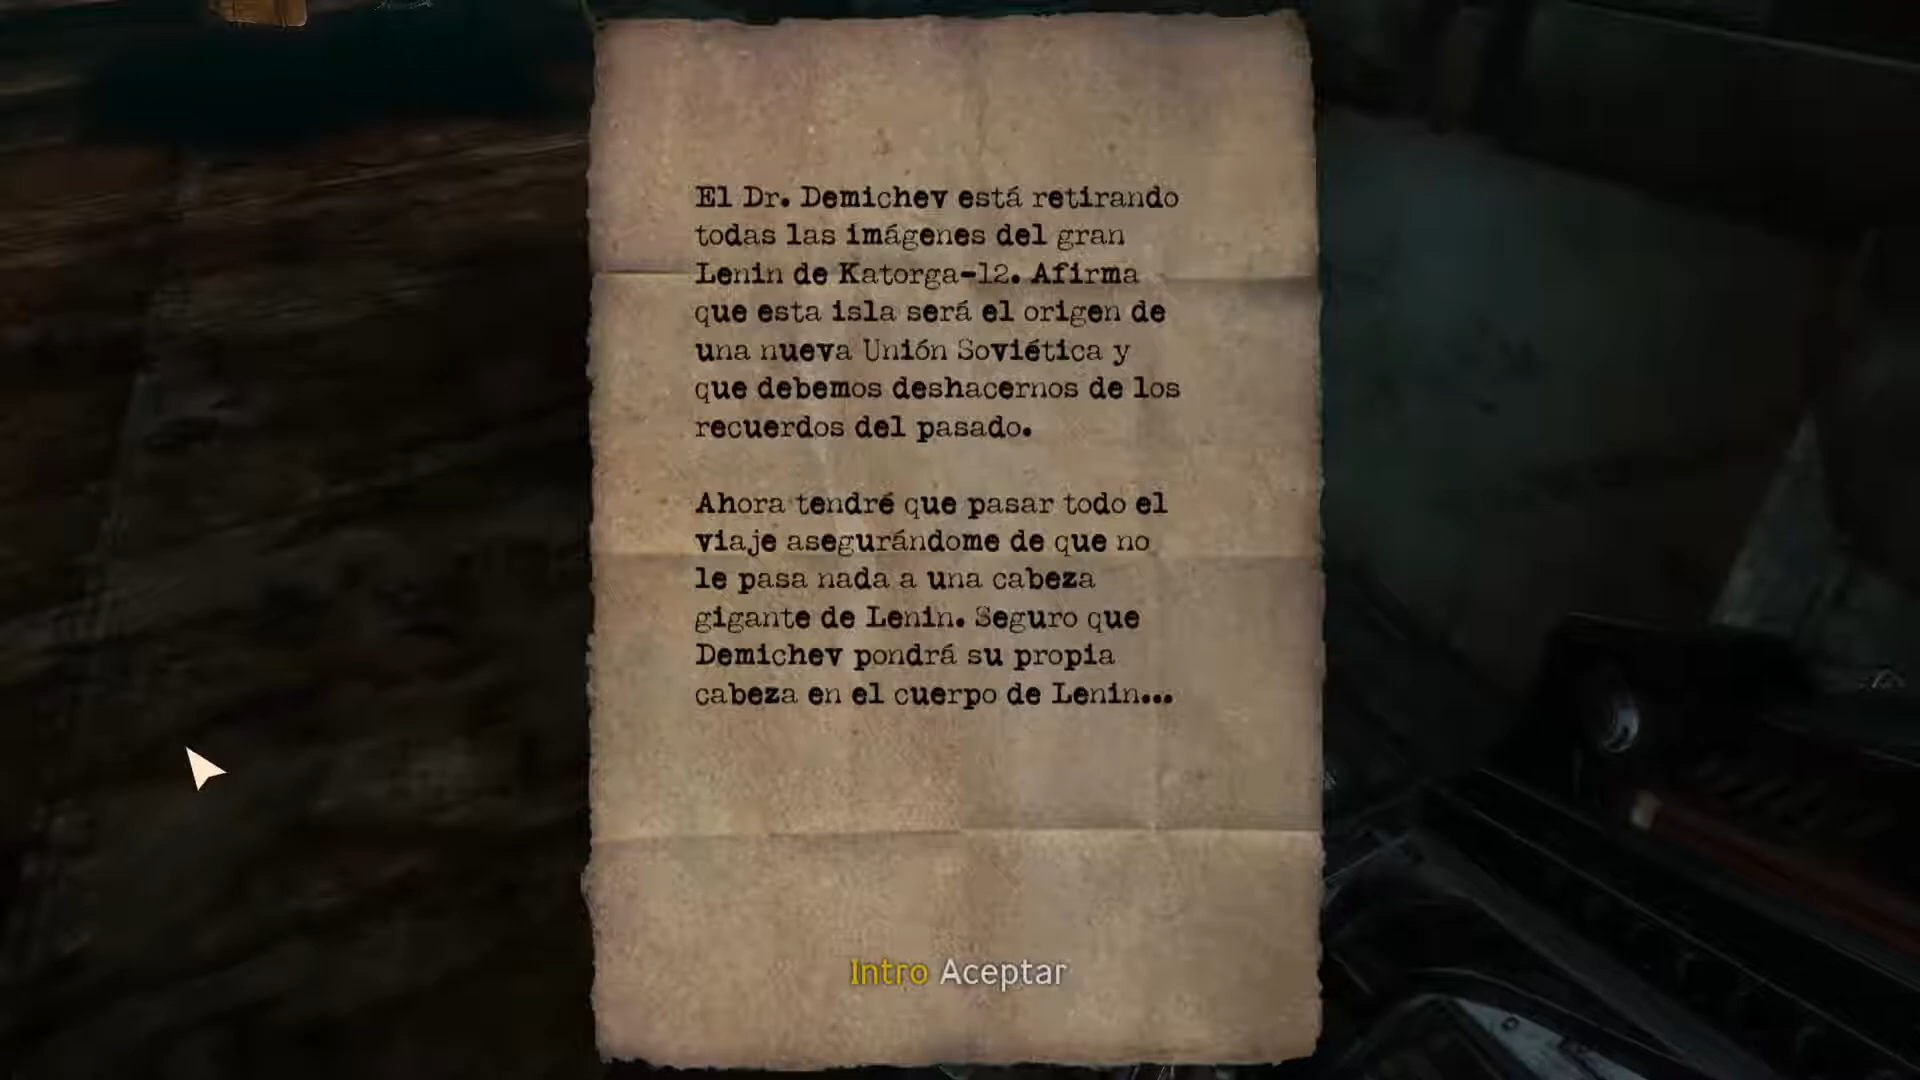 El Dr. Demichev está retirando
todas las imágenes del gran
Lenin de Katorga-12. Afirma
que esta isla será el origen de
una nueva Unión Soviética y
que debemos deshacernos de los
recuerdos del pasado.
Ahora tendré que pasar todo el
viaje asegurándome de que no
le pasa nada a una cabeza
gigante de Lenin. Seguro que
Demichev pondrá su propia
cabeza en el cuerpo de Lenin...
Intro Aceptar